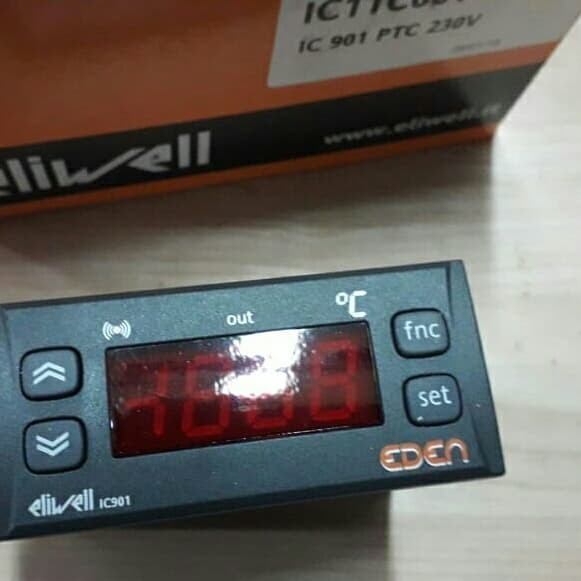 IC 901 PTC 230V
eliwell
www.eliwell.it
out
°C
fnc
set
EDEN
eliwell IC901